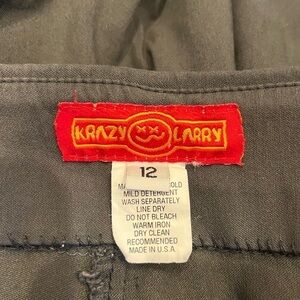 KRAZY LARRY
12
OLD
MILD DETERGENT
WASH SEPARATELY
LINE DRY
DO NOT BLEACH
WARM IRON
DRY CLEAN
RECOMMENDED
MADE IN U.S.A.